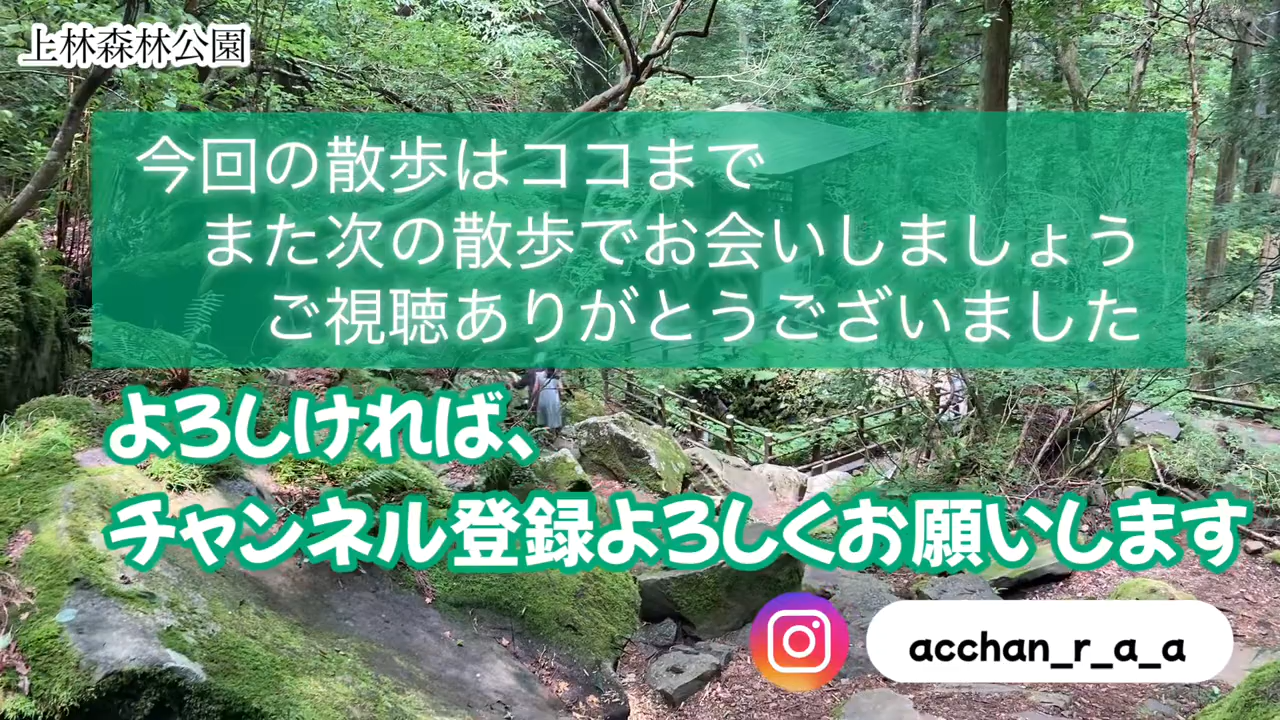 上林森林公園
今回の散歩はココまで
また次の散歩でお会いしましょう
ご視聴ありがとうございました
よろしければ、
チャンネル登録よろしくお願いします
acchan_r_a_a